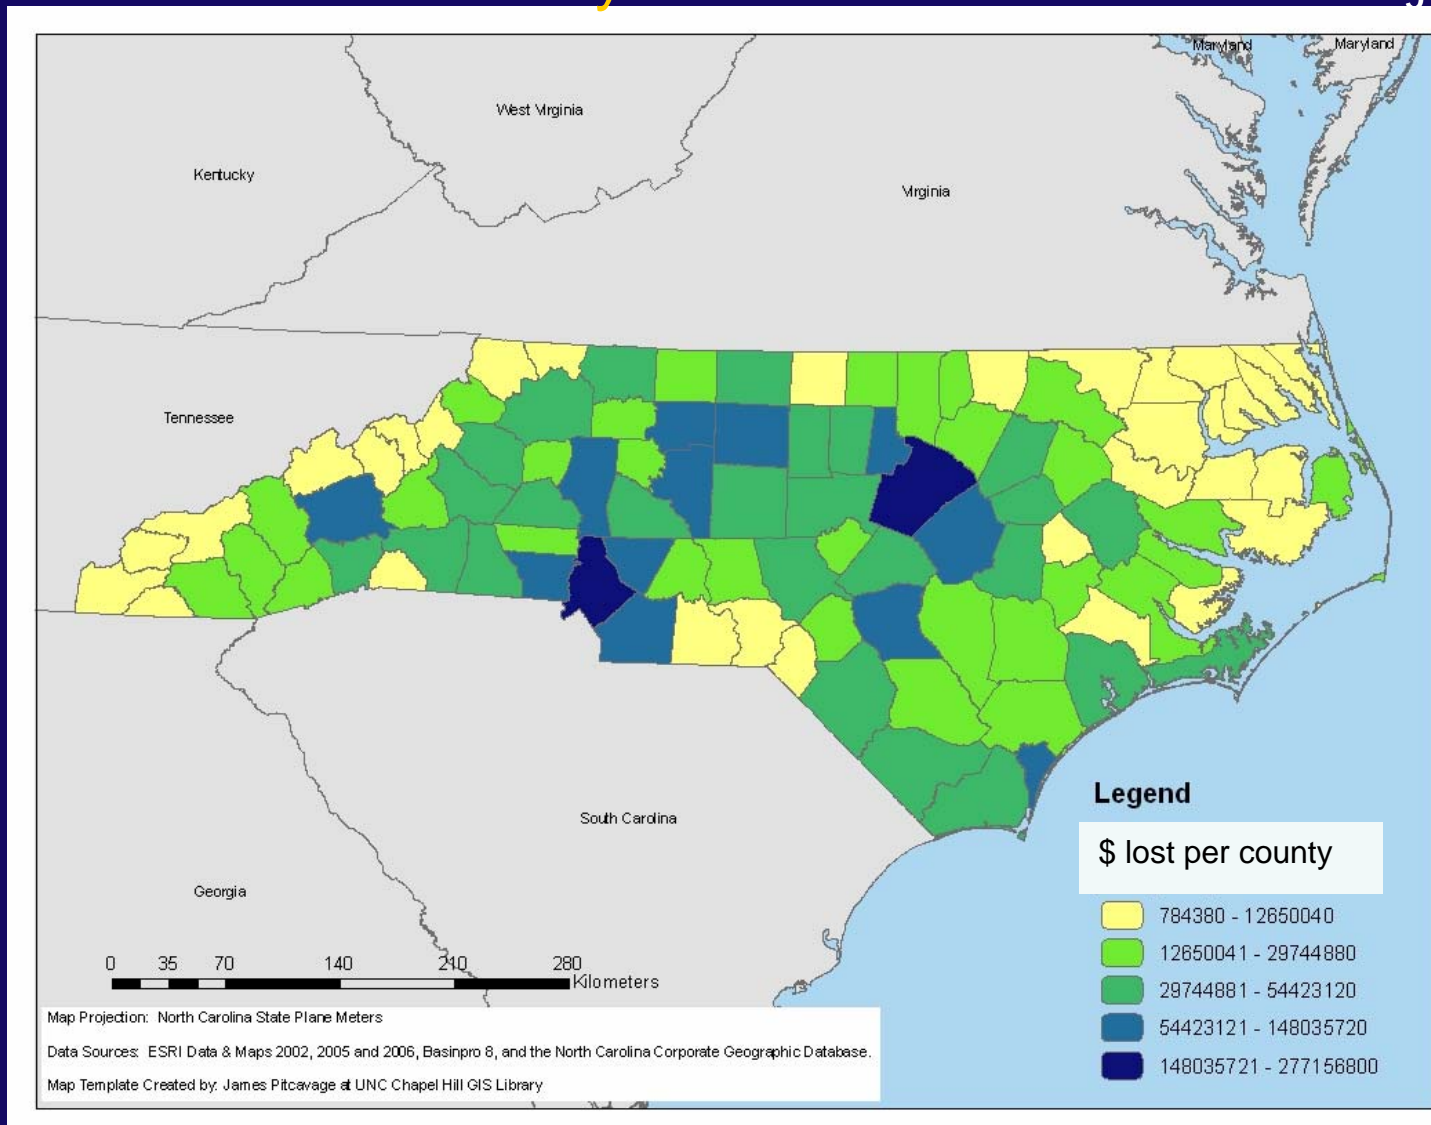 Maryland
Maryland
West Virginia
Kentucky
Virginia
Tennessee
South Carolina
Georgia
Legend
$ lost per county
784380 - 12650040
12650041 - 29744880
29744881 - 54423120
54423121 - 148035720
148035721 - 277156800
0 35 70 140 210 280
Kilometers
Map Projection: North Carolina State Plane Meters
Data Sources: ESRI Data & Maps 2002, 2005 and 2006, Basinpro 8, and the North Carolina Corporate Geographic Database.
Map Template Created by: James Pitcavage at UNC Chapel Hill GIS Library